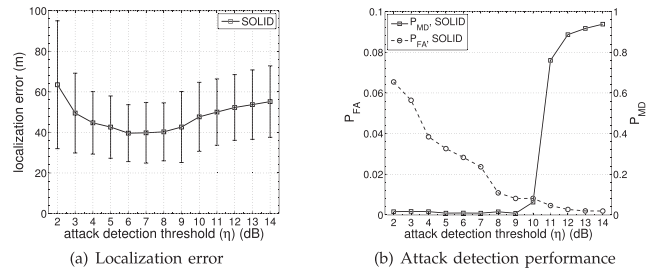 100
80
60
40
20
0
localization error
(m)
SOLID
2 3 4 5 6 7 8 9 10 11 12 13 14
attack detection threshold (η) (dB)
(a) Localization error
0.1
0.08
0.06
0.04
0.02
0
P_FA
P_MD, SOLID
P_FA, SOLID
1
0.8
0.6
0.4
0.2
0
P_MD
2 3 4 5 6 7 8 9 10 11 12 13 14
attack detection threshold (η) (dB)
(b) Attack detection performance